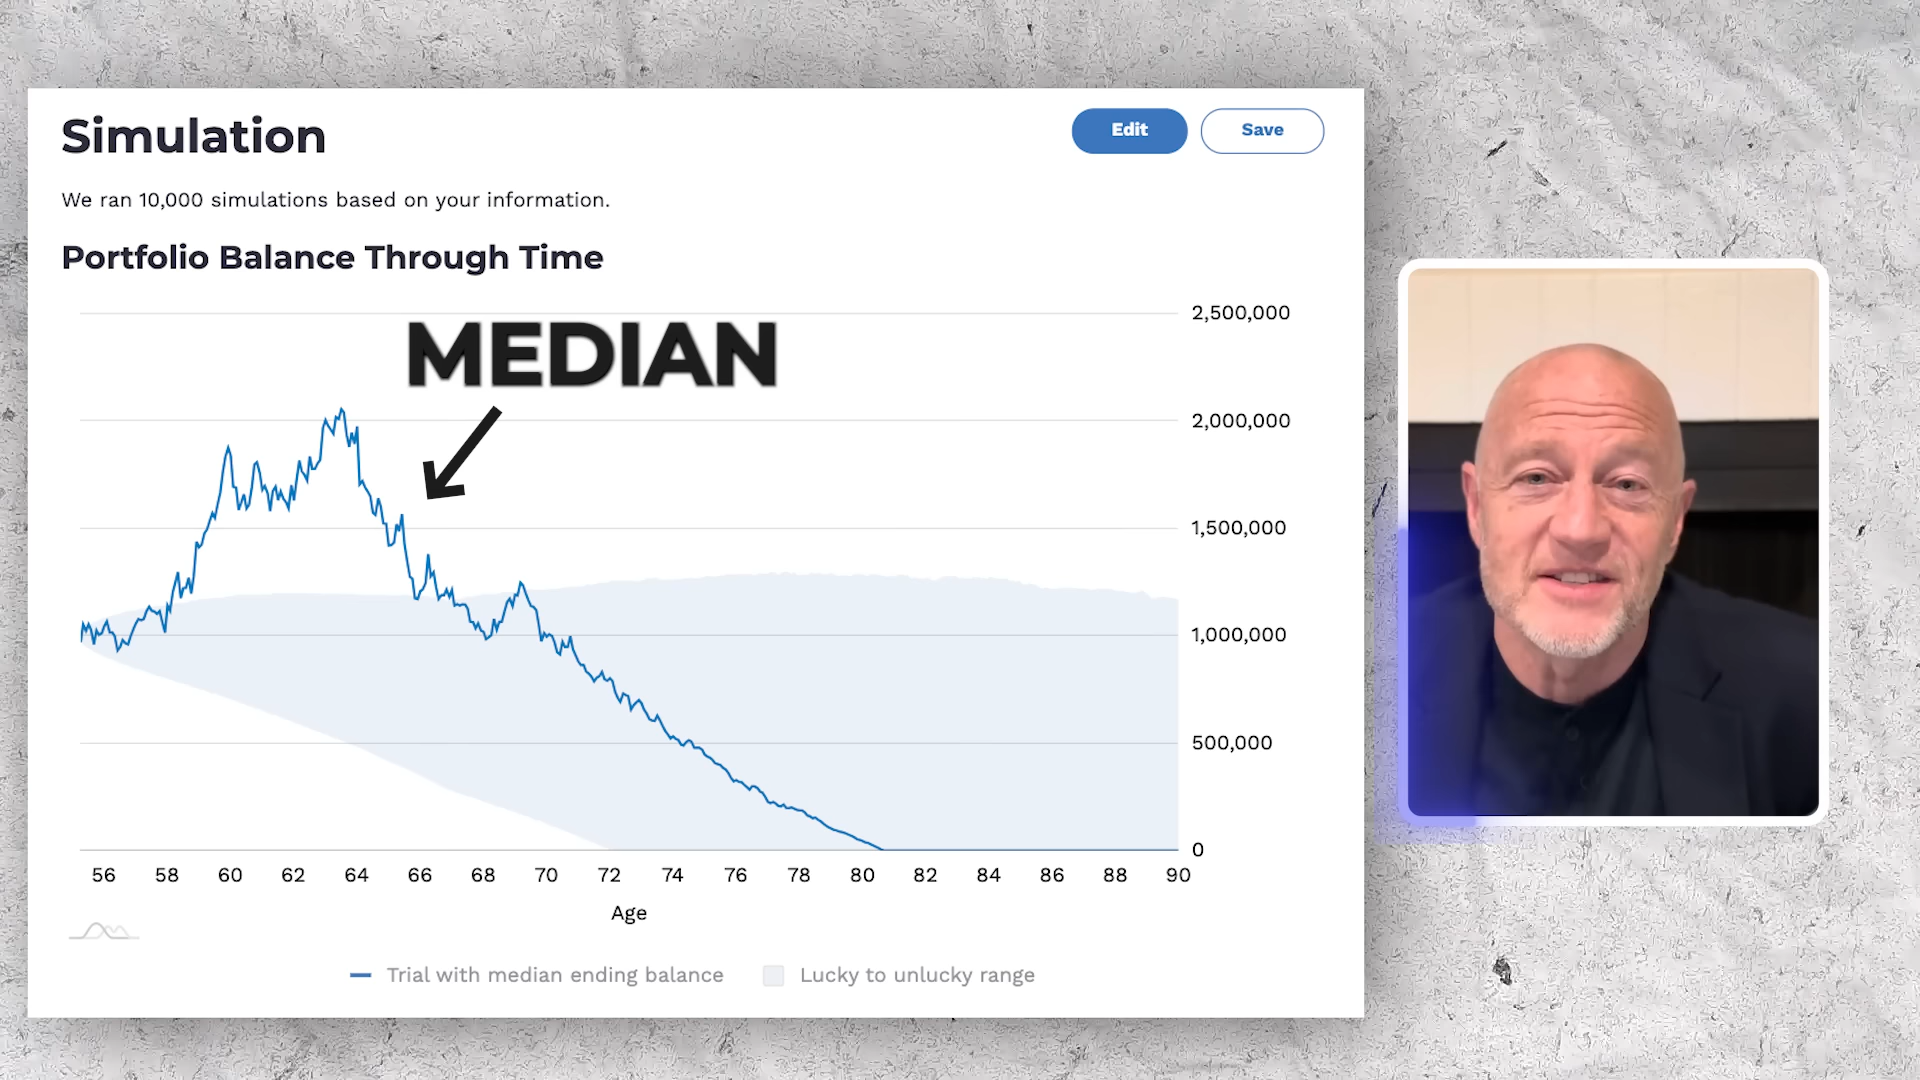 Simulation
Edit
Save
We ran 10,000 simulations based on your information.
Portfolio Balance Through Time
2,500,000
MEDIAN
2,000,000
1,500,000
1,000,000
500,000
0
56 58 60 62 64 66 68 70 72 74 76 78 80 82 84 86 88 90
Age
Trial with median ending balance
Lucky to unlucky range